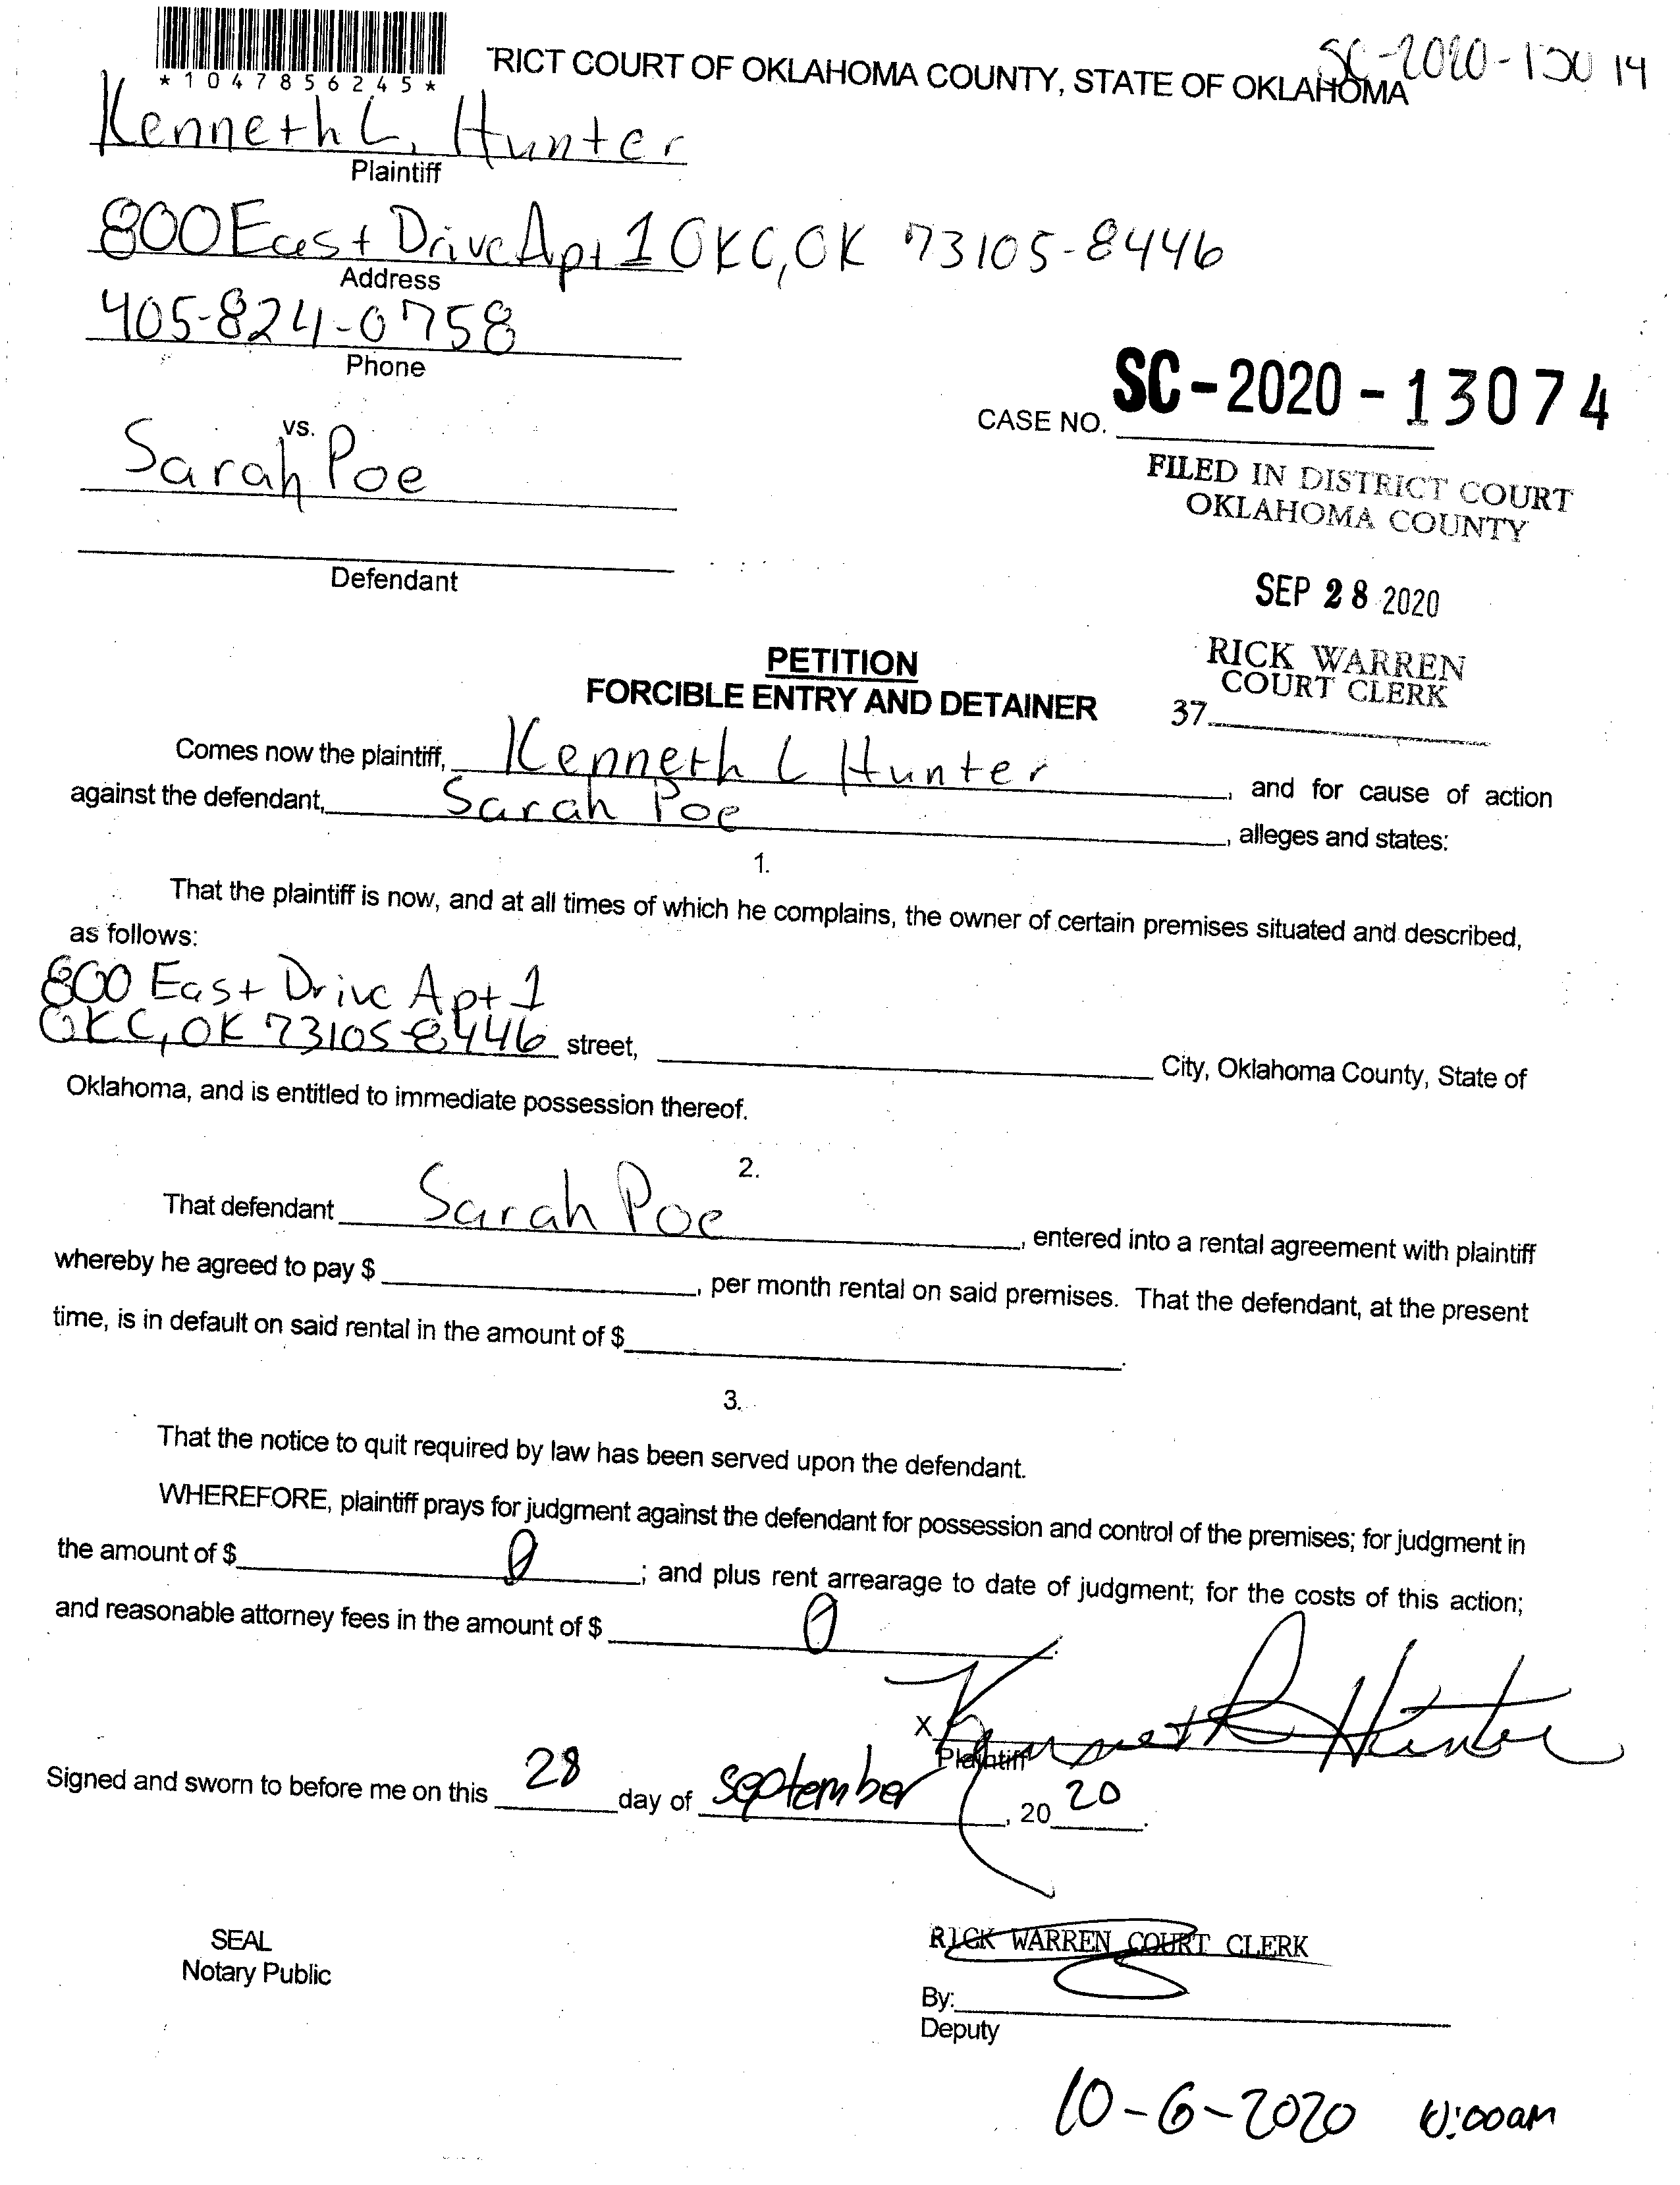 *1047856245*
TRICT COURT OF OKLAHOMA COUNTY, STATE OF OKLAHOMA
Kenneth L. Hunter
Plaintiff
800 East Drive Apt 1 OKC, OK 73105-8446
Address
405-824-0758
Phone
vs.
Sarah Poe
Defendant
CASE NO. SC-2020-13074
FILED IN DISTRICT COURT
OKLAHOMA COUNTY
SEP 28 2020
RICK WARREN
COURT CLERK
37
PETITION
FORCIBLE ENTRY AND DETAINER
Comes now the plaintiff, Kenneth L Hunter, and for cause of action
against the defendant, Sarah Poe, alleges and states:
1.
That the plaintiff is now, and at all times of which he complains, the owner of certain premises situated and described,
as follows:
800 East Drive Apt 1
OKC, OK 73105-8446 street, City, Oklahoma County, State of
Oklahoma, and is entitled to immediate possession thereof.
2.
That defendant Sarah Poe, entered into a rental agreement with plaintiff
whereby he agreed to pay $ , per month rental on said premises. That the defendant, at the present
time, is in default on said rental in the amount of $ .
3.
That the notice to quit required by law has been served upon the defendant.
WHEREFORE, plaintiff prays for judgment against the defendant for possession and control of the premises; for judgment in
the amount of $ 0 ; and plus rent arrearage to date of judgment; for the costs of this action;
and reasonable attorney fees in the amount of $ 0 .
X Kenneth Hunter
Plaintiff
Signed and sworn to before me on this 28 day of september, 20 20.
SEAL
Notary Public
RICK WARREN COURT CLERK
By:
Deputy
10-6-2020